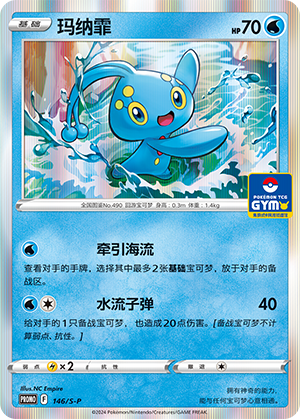 基础 玛纳霏 HP70
全国图鉴No.490 回游宝可梦 身高：0.3m 体重：1.4kg
POKÉMON TCG
GYM
牵引海流
查看对手的手牌，选择其中最多2张基础宝可梦，放于对手的备
战区。
水流子弹 40
给对手的1只备战宝可梦，也造成20点伤害。[备战宝可梦不计
算弱点、抗性。]
弱点 ×2 抗性 撤退
Illus.NC Empire
PROMO F 146/S-P
拥有神奇的能力，
能与任何宝可梦心意相通。
©2024 Pokémon/Nintendo/Creatures/GAME FREAK